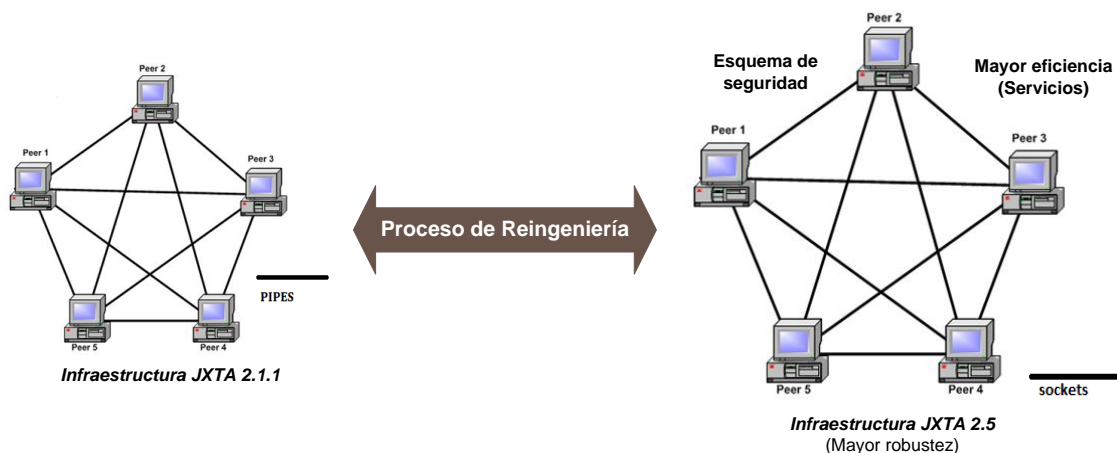 Peer 2
Peer 1
Peer 3
PIPES
Peer 5
Peer 4
Infraestructura JXTA 2.1.1
Proceso de Reingeniería
Peer 2
Esquema de
seguridad
Mayor eficiencia
(Servicios)
Peer 1
Peer 3
Peer 5
Peer 4
sockets
Infraestructura JXTA 2.5
(Mayor robustez)